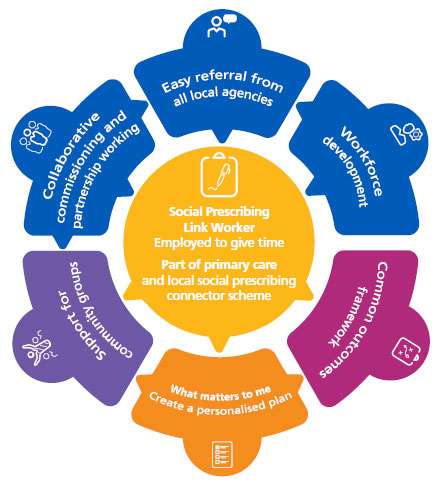 Easy referral from
all local agencies
Workforce
development
Common outcomes
framework
What matters to me
Create a personalised plan
Support for
community groups
Collaborative
commissioning and
partnership working
Social Prescribing
Link Worker
Employed to give time
Part of primary care
and local social prescribing
connector scheme